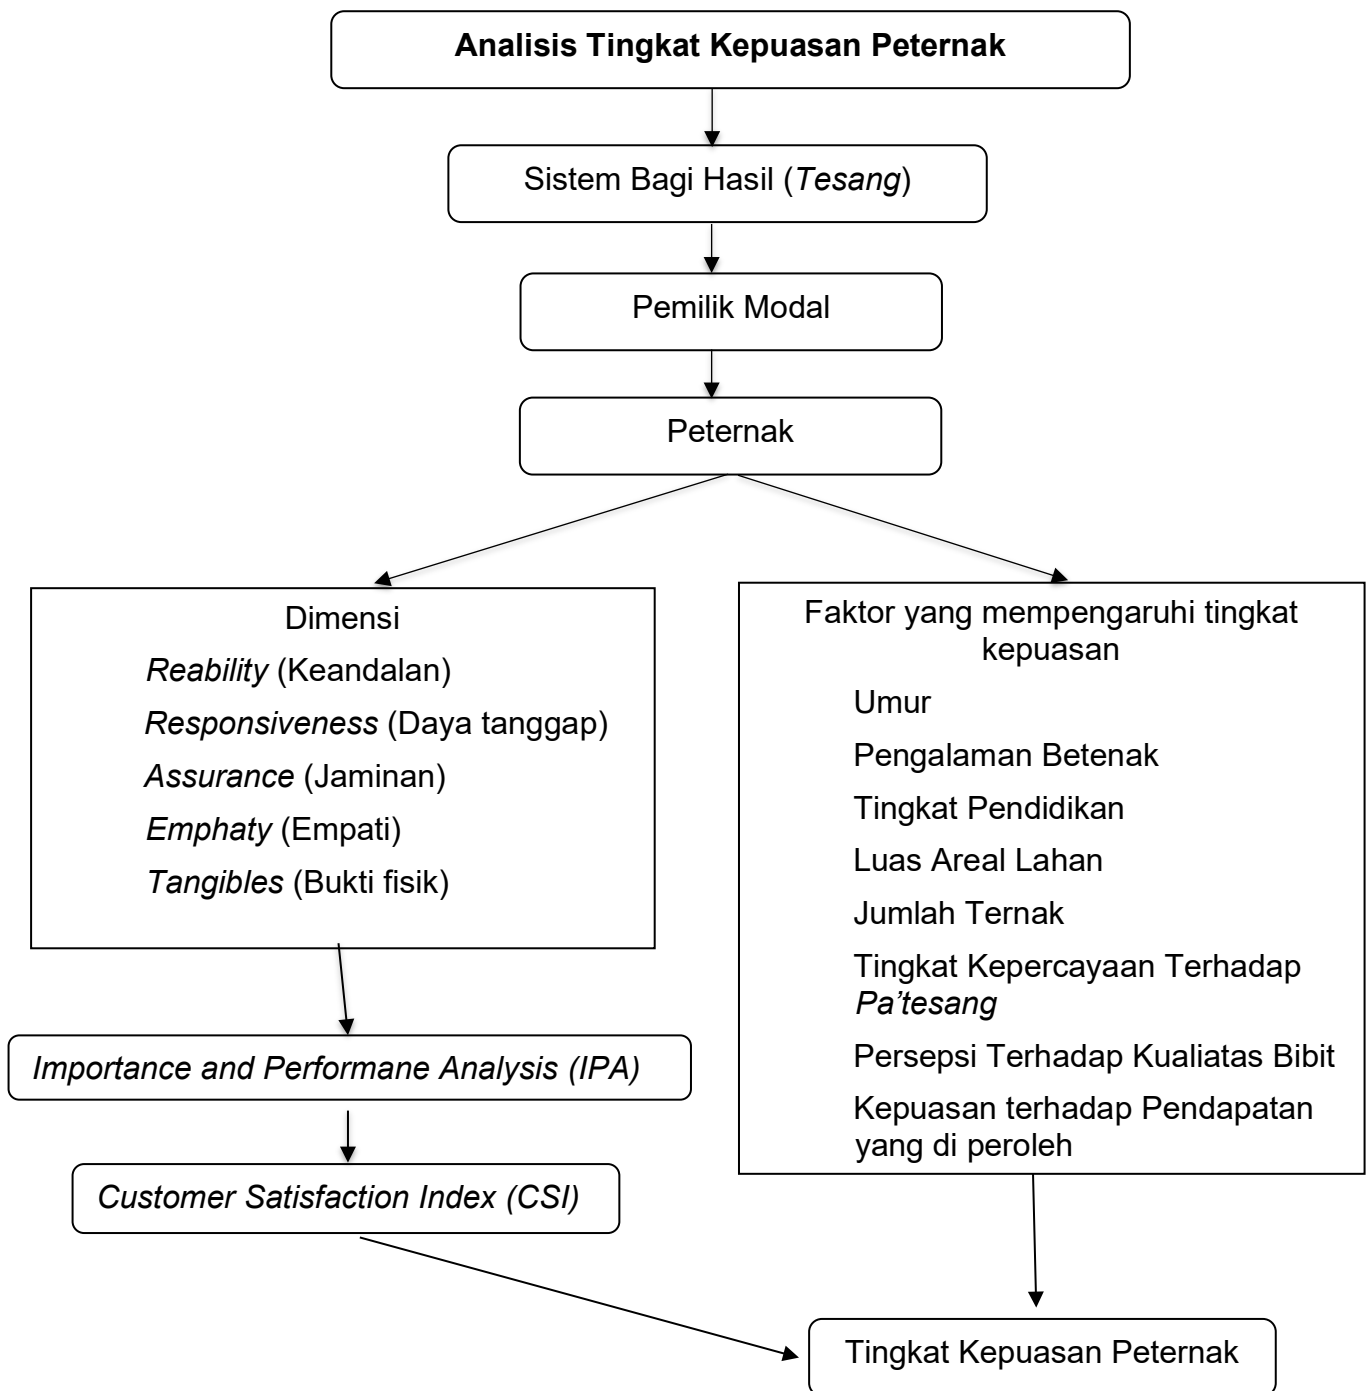 Analisis Tingkat Kepuasan Peternak
Sistem Bagi Hasil (Tesang)
Pemilik Modal
Peternak
Dimensi
Reability (Keandalan)
Responsiveness (Daya tanggap)
Assurance (Jaminan)
Emphaty (Empati)
Tangibles (Bukti fisik)
Faktor yang mempengaruhi tingkat
kepuasan
Umur
Pengalaman Betenak
Tingkat Pendidikan
Luas Areal Lahan
Jumlah Ternak
Tingkat Kepercayaan Terhadap
Pa’tesang
Persepsi Terhadap Kualiatas Bibit
Kepuasan terhadap Pendapatan
yang di peroleh
Importance and Performane Analysis (IPA)
Customer Satisfaction Index (CSI)
Tingkat Kepuasan Peternak